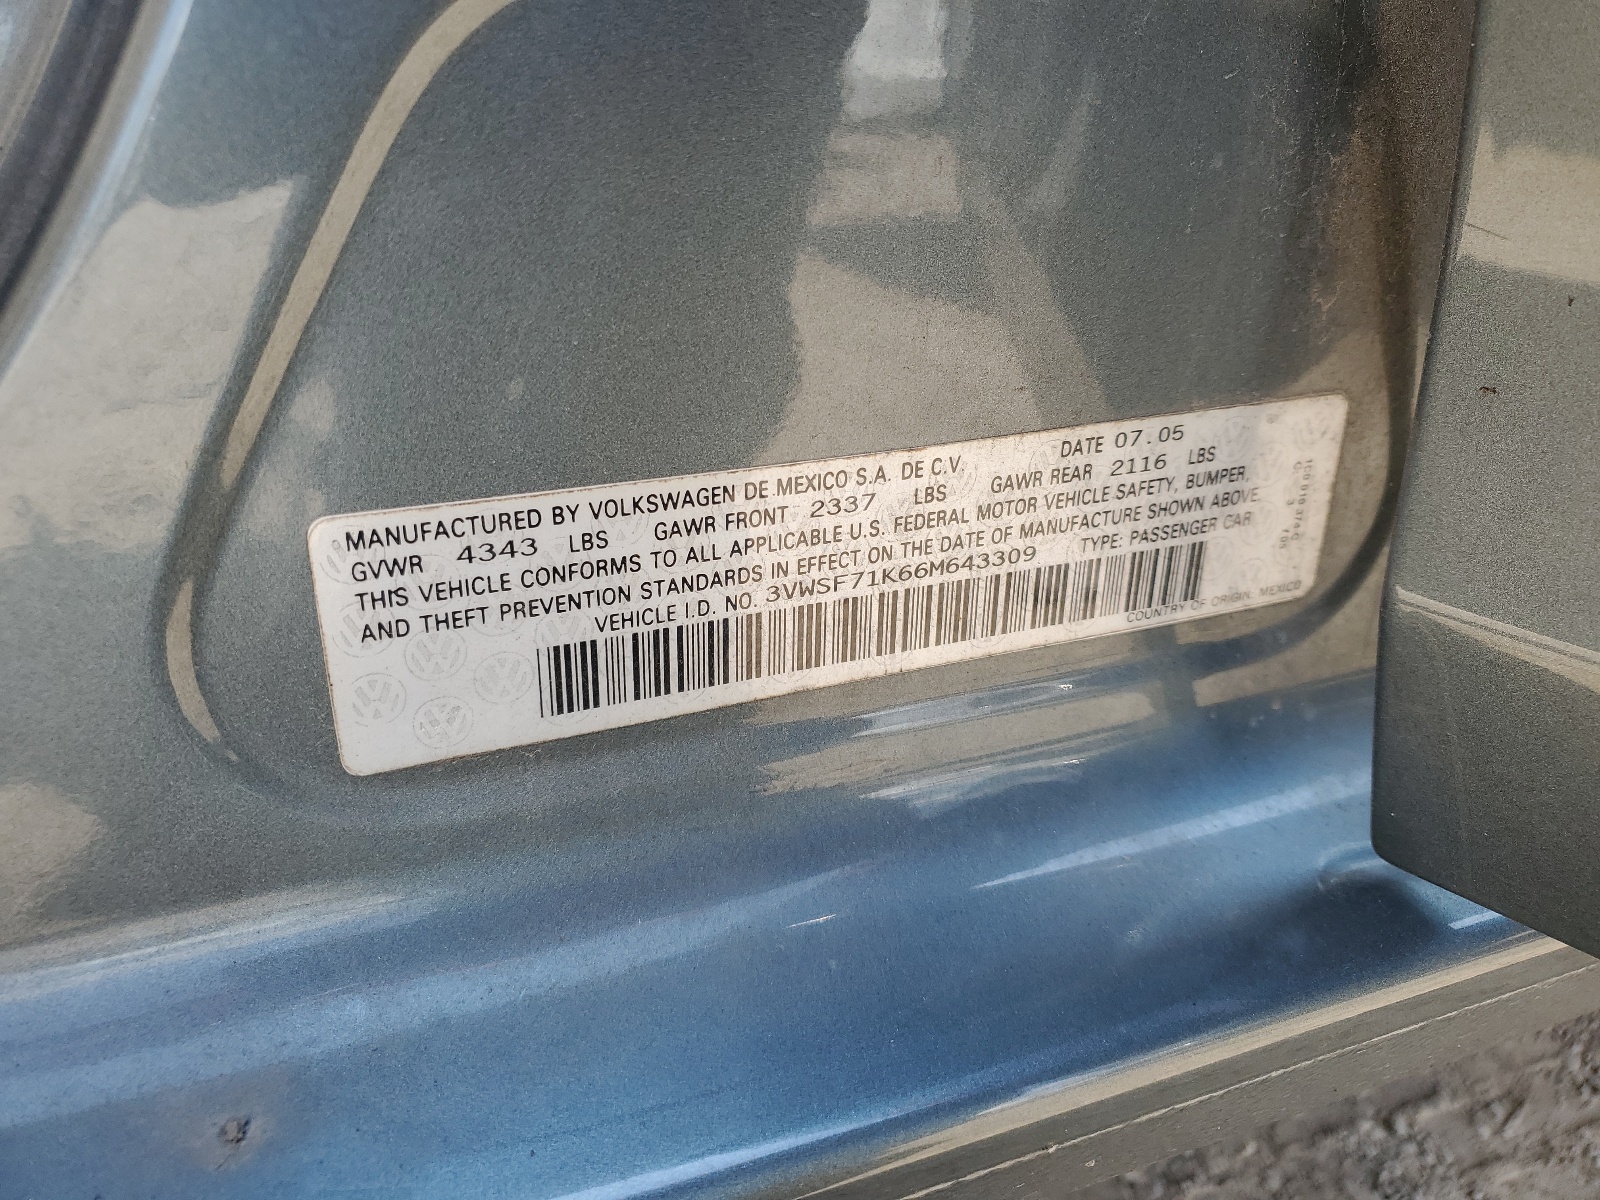 MANUFACTURED BY VOLKSWAGEN DE MEXICO S.A. DE C.V. DATE 07.05
GVWR 4343 LBS GAWR FRONT 2337 LBS GAWR REAR 2116 LBS
THIS VEHICLE CONFORMS TO ALL APPLICABLE U.S. FEDERAL MOTOR VEHICLE SAFETY, BUMPER,
AND THEFT PREVENTION STANDARDS IN EFFECT ON THE DATE OF MANUFACTURE SHOWN ABOVE.
VEHICLE I.D. NO. 3VWSF71K66M643309 TYPE: PASSENGER CAR
COUNTRY OF ORIGIN: MEXICO